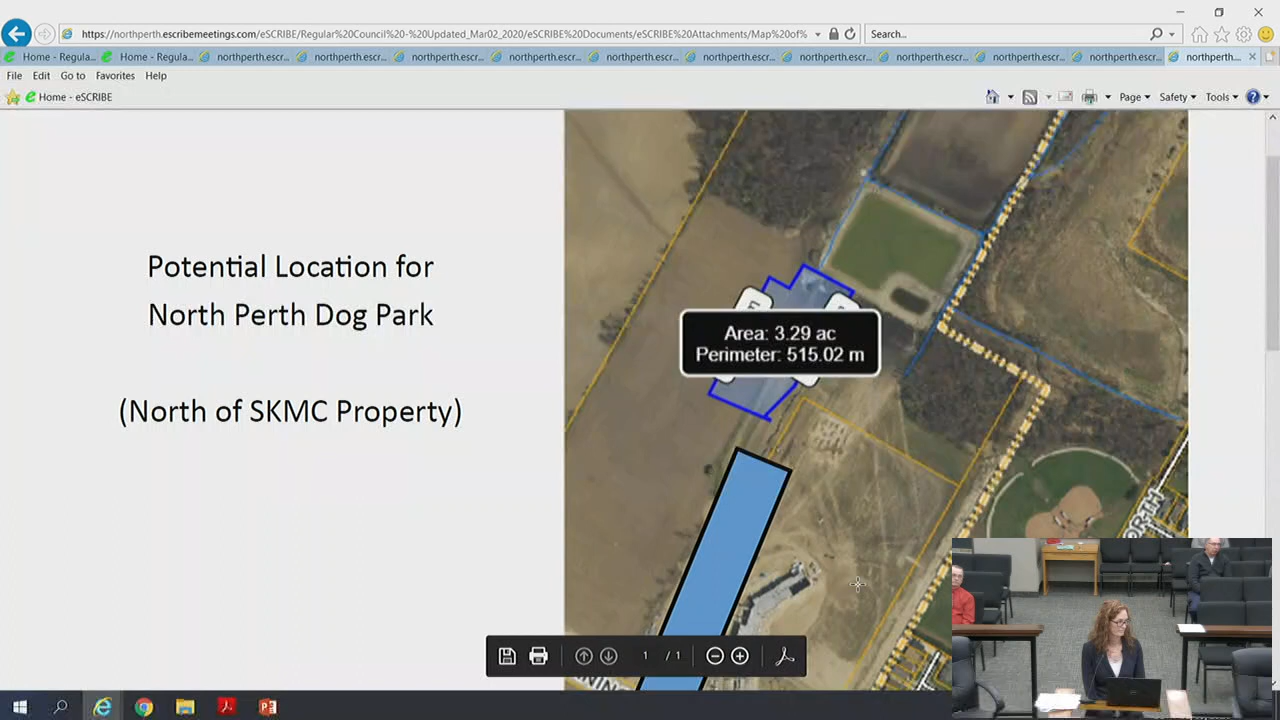 https://northperth.escribemeetings.com/eSCRIBE/Regular%20Council%20-%20Updated_Mar02_2020/eSCRIBE%20Documents/eSCRIBE%20Attachments/Map%20of%
Search...
Home - Regula...
Home - Regula...
northperth.escr...
northperth.escr...
northperth.escr...
northperth.escr...
northperth.escr...
northperth.escr...
northperth.escr...
northperth.escr...
northperth.escr...
northperth.escr...
northperth....
File Edit Go to Favorites Help
Home - eSCRIBE
Page Safety Tools
Potential Location for
North Perth Dog Park
(North of SKMC Property)
Area: 3.29 ac
Perimeter: 515.02 m
1 / 1